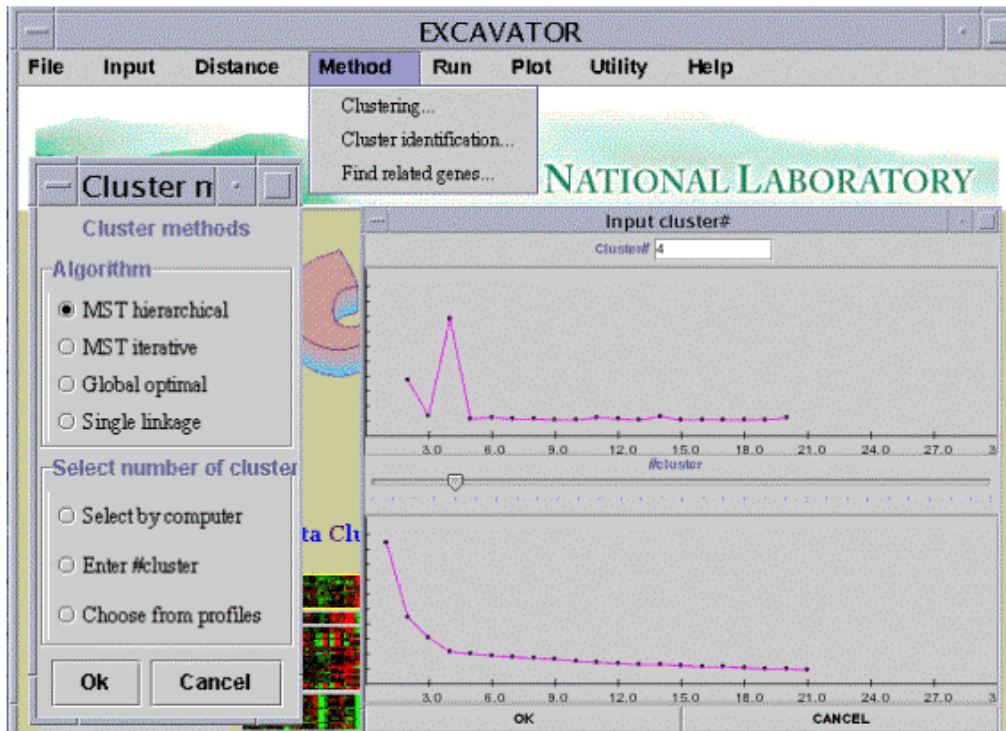 EXCAVATOR
File Input Distance Method Run Plot Utility Help
Clustering...
Cluster identification...
Find related genes...
NATIONAL LABORATORY
Cluster m
Cluster methods
Algorithm
MST hierarchical
MST iterative
Global optimal
Single linkage
Select number of cluster
Select by computer
Enter #cluster
Choose from profiles
Ok Cancel
ta Clu
Input cluster#
Cluster# 4
3.0 6.0 9.0 12.0 15.0 18.0 21.0 24.0 27.0 3
#cluster
3.0 6.0 9.0 12.0 15.0 18.0 21.0 24.0 27.0 3
OK CANCEL